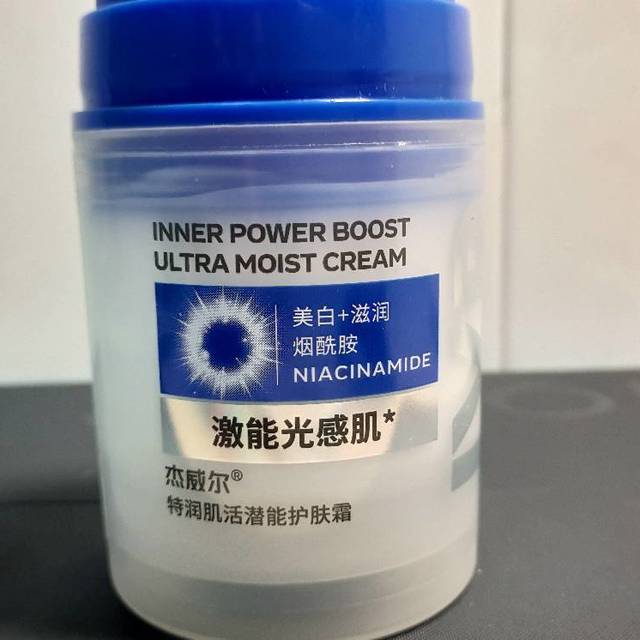 INNER POWER BOOST
ULTRA MOIST CREAM
美白+滋润
烟酰胺
NIACINAMIDE
激能光感肌*
杰威尔®
特润肌活潜能护肤霜